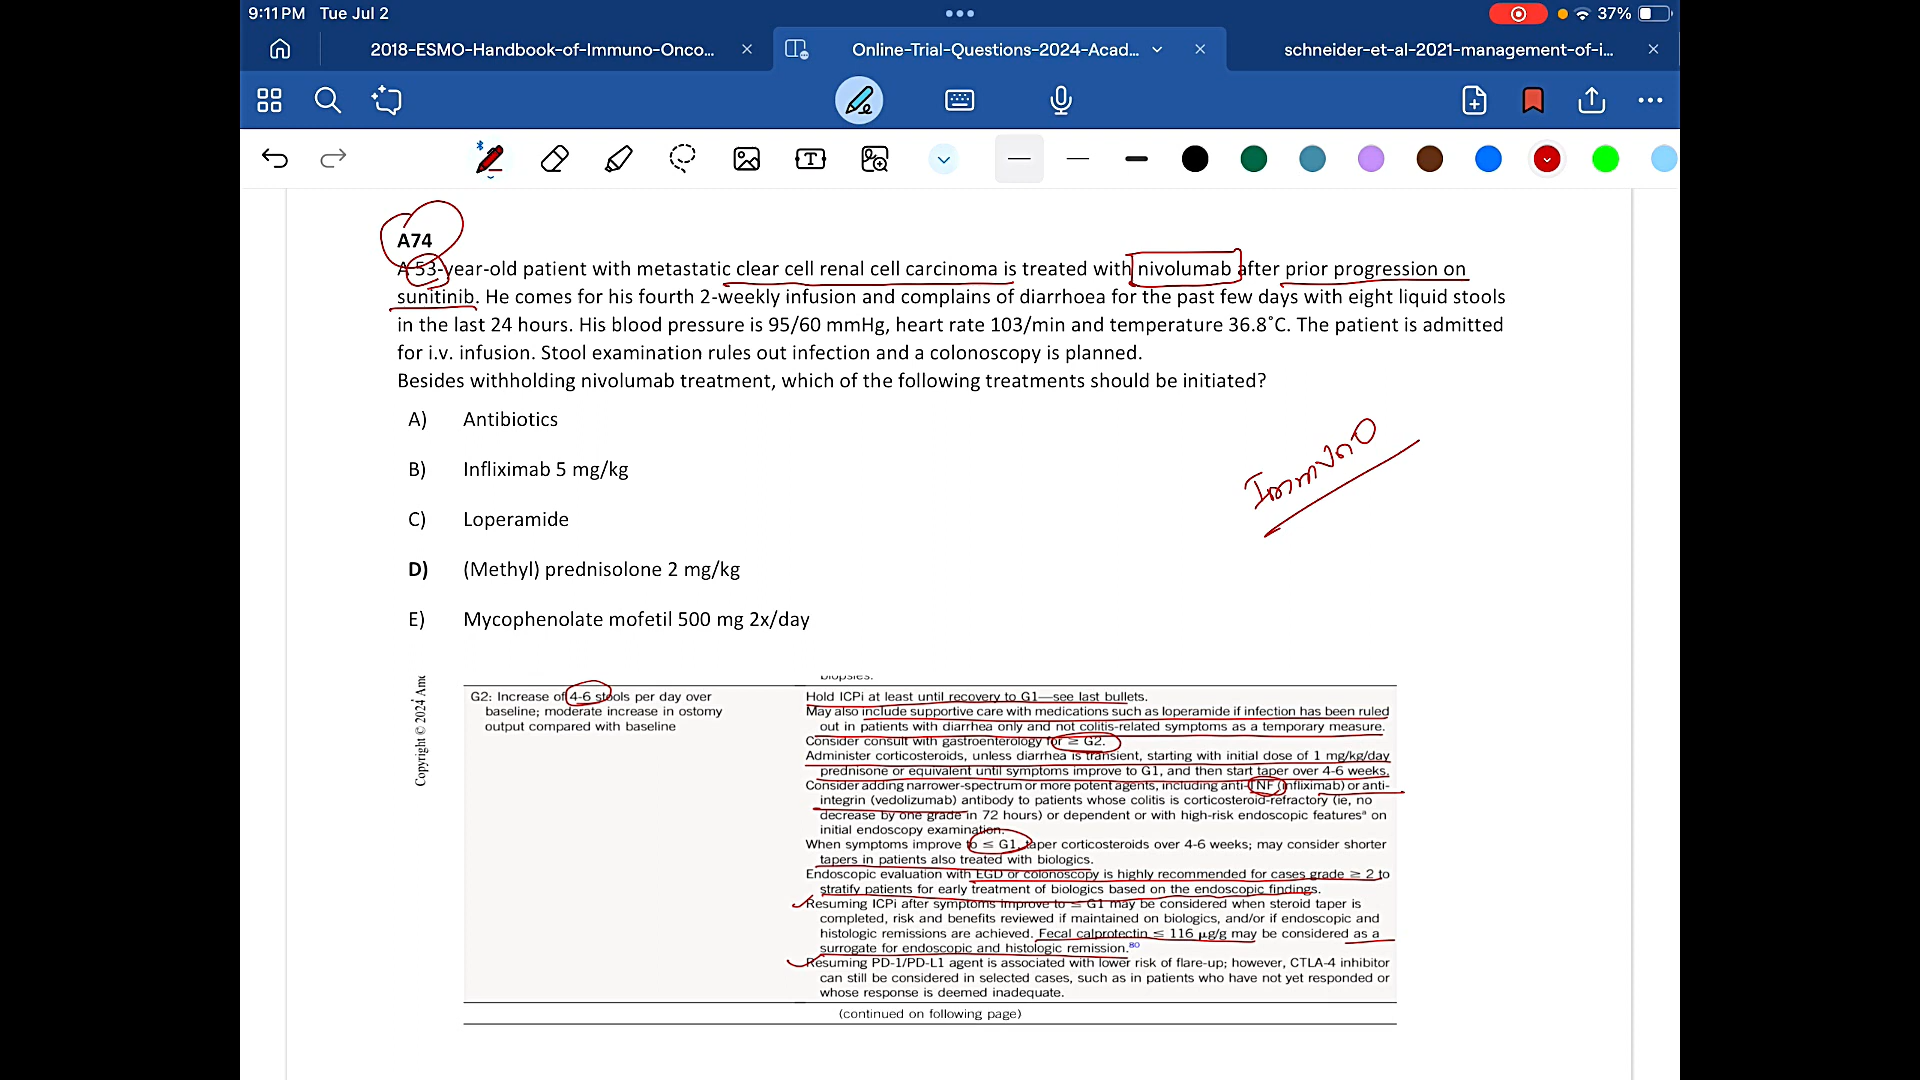 9:11PM Tue Jul 2
37%
2018-ESMO-Handbook-of-Immuno-Onco...
Online-Trial-Questions-2024-Acad...
schneider-et-al-2021-management-of-i...
A74
A 53-year-old patient with metastatic clear cell renal cell carcinoma is treated with nivolumab after prior progression on
sunitinib. He comes for his fourth 2-weekly infusion and complains of diarrhoea for the past few days with eight liquid stools
in the last 24 hours. His blood pressure is 95/60 mmHg, heart rate 103/min and temperature 36.8°C. The patient is admitted
for i.v. infusion. Stool examination rules out infection and a colonoscopy is planned.
Besides withholding nivolumab treatment, which of the following treatments should be initiated?
A) Antibiotics
B) Infliximab 5 mg/kg
C) Loperamide
D) (Methyl) prednisolone 2 mg/kg
E) Mycophenolate mofetil 500 mg 2x/day
ImmunO
Copyright © 2024 Ame
biopsies.
G2: Increase of 4-6 stools per day over
baseline; moderate increase in ostomy
output compared with baseline
Hold ICPi at least until recovery to G1—see last bullets.
May also include supportive care with medications such as loperamide if infection has been ruled
out in patients with diarrhea only and not colitis-related symptoms as a temporary measure.
Consider consult with gastroenterology for ≥ G2.
Administer corticosteroids, unless diarrhea is transient, starting with initial dose of 1 mg/kg/day
prednisone or equivalent until symptoms improve to G1, and then start taper over 4-6 weeks.
Consider adding narrower-spectrum or more potent agents, including anti-TNF (infliximab) or anti-
integrin (vedolizumab) antibody to patients whose colitis is corticosteroid-refractory (ie, no
decrease by one grade in 72 hours) or dependent or with high-risk endoscopic featuresª on
initial endoscopy examination.
When symptoms improve to ≤ G1, taper corticosteroids over 4-6 weeks; may consider shorter
tapers in patients also treated with biologics.
Endoscopic evaluation with EGD or colonoscopy is highly recommended for cases grade ≥ 2 to
stratify patients for early treatment of biologics based on the endoscopic findings.
Resuming ICPi after symptoms improve to ≤ G1 may be considered when steroid taper is
completed, risk and benefits reviewed if maintained on biologics, and/or if endoscopic and
histologic remissions are achieved. Fecal calprotectin ≤ 116 μg/g may be considered as a
surrogate for endoscopic and histologic remission.80
Resuming PD-1/PD-L1 agent is associated with lower risk of flare-up; however, CTLA-4 inhibitor
can still be considered in selected cases, such as in patients who have not yet responded or
whose response is deemed inadequate.
(continued on following page)